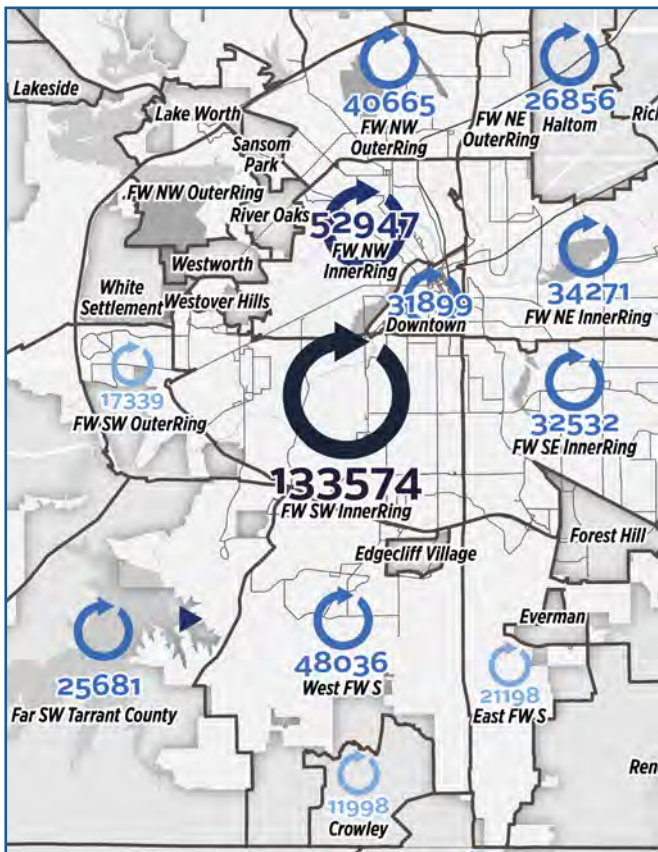 Lakeside
Lake Worth
Sansom
Park
40665
FW NW
OuterRing
FW NE
OuterRing
26856
Haltom
Rich
.FW NW OuterRing
River Oaks
52947
FW NW
InnerRing
Westworth
White
Settlement
Westover Hills
31899
Downtown
34271
FW NE InnerRing
17339
FW SW OuterRing
133574
FW SW InnerRing
32532
FW SE InnerRing
Edgecliff Village
Forest Hill
Everman
25681
Far SW Tarrant County
48036
West FW S
21198
East FW S
Ren
11998
Crowley